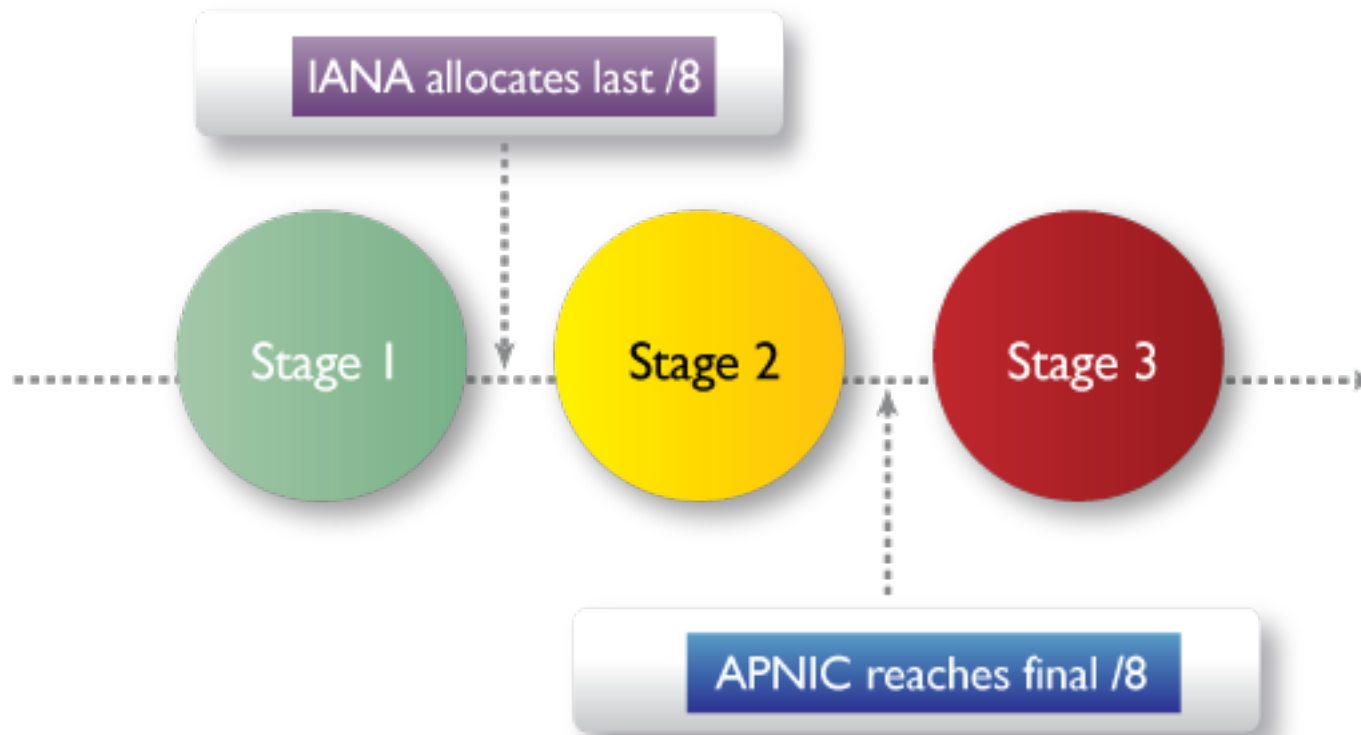 IANA allocates last /8
Stage 1
Stage 2
Stage 3
APNIC reaches final /8